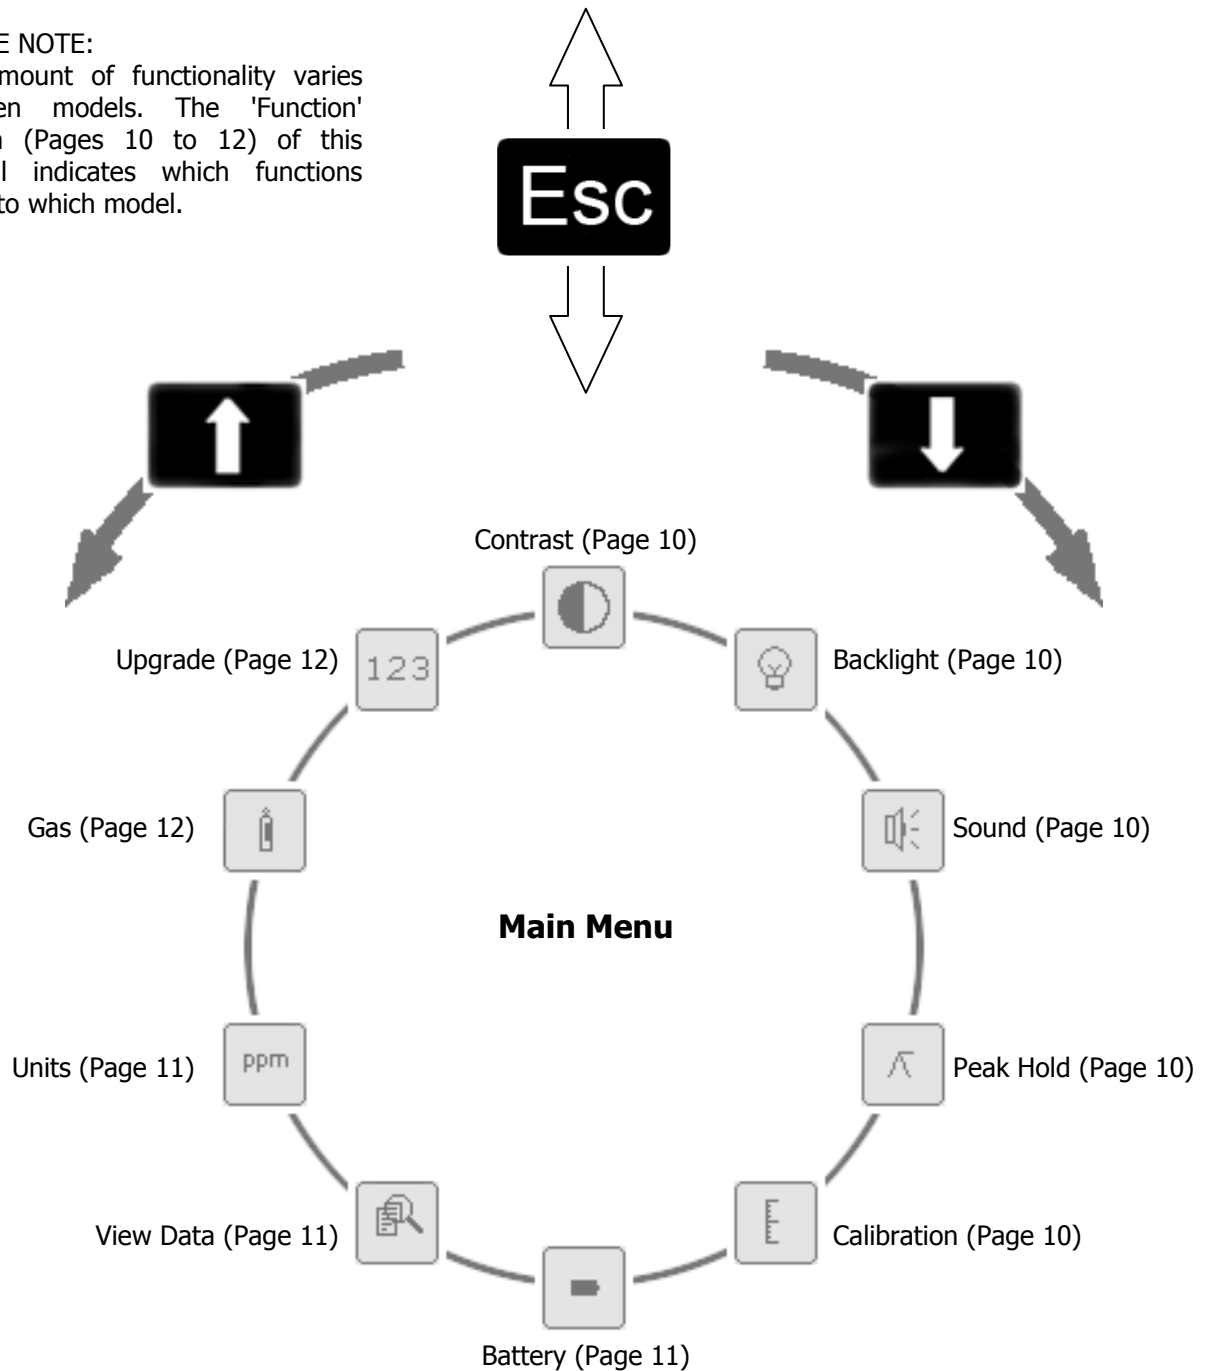 NOTE:
amount of functionality varies
models. The 'Function'
(Pages 10 to 12) of this
indicates which functions
to which model.
Esc
Contrast (Page 10)
Upgrade (Page 12)
123
Backlight (Page 10)
Gas (Page 12)
Sound (Page 10)
Main Menu
Units (Page 11)
ppm
Peak Hold (Page 10)
View Data (Page 11)
Calibration (Page 10)
Battery (Page 11)